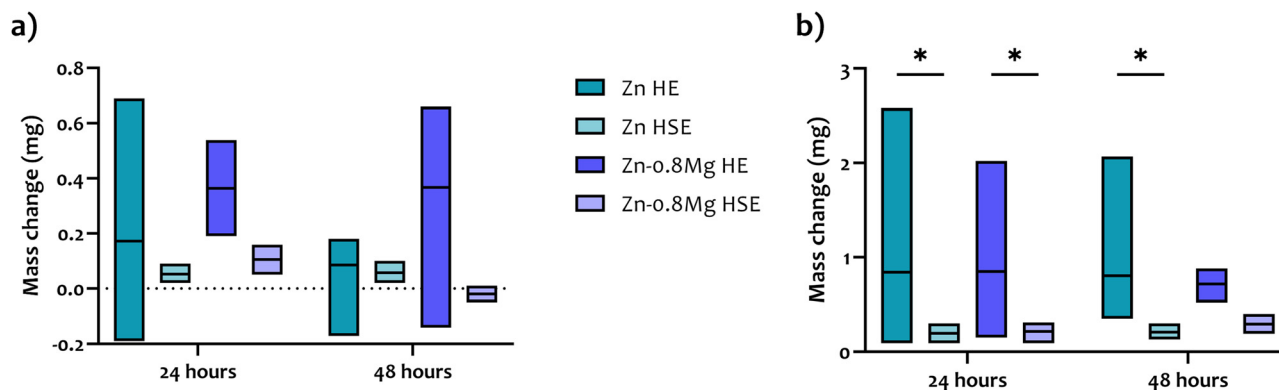 a)
Mass change (mg)
0.8
0.6
0.4
0.2
0.0
-0.2
24 hours
48 hours
Zn HE
Zn HSE
Zn-0.8Mg HE
Zn-0.8Mg HSE
b)
Mass change (mg)
3
2
1
0
* * *
24 hours
48 hours